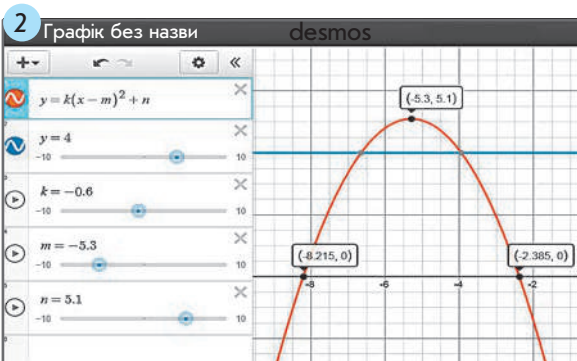 2
Графік без назви
desmos
y = k(x − m)² + n
y = 4
-10
10
k = −0.6
-10
10
m = −5.3
-10
10
n = 5.1
-10
10
(-5.3, 5.1)
(-8.215, 0)
(-2.385, 0)
-8
-6
-4
-2